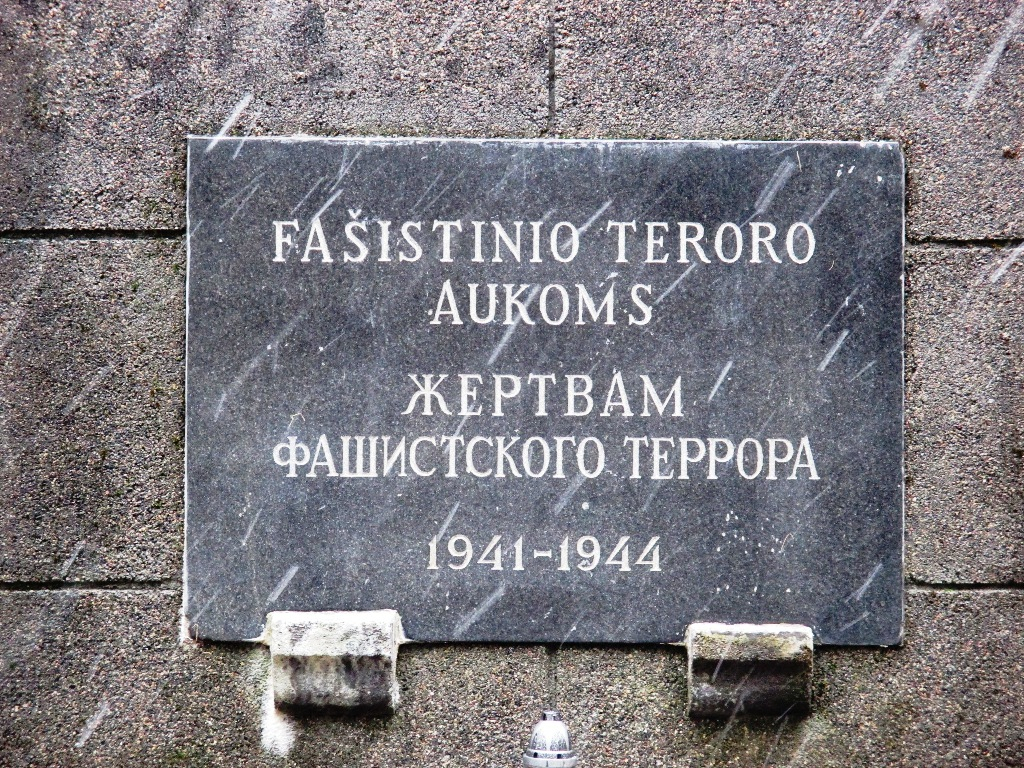 FAŠISTINIO TERORO
AUKOMS
ЖЕРТВАМ
ФАШИСТСКОГО ТЕРРОРА
1941-1944